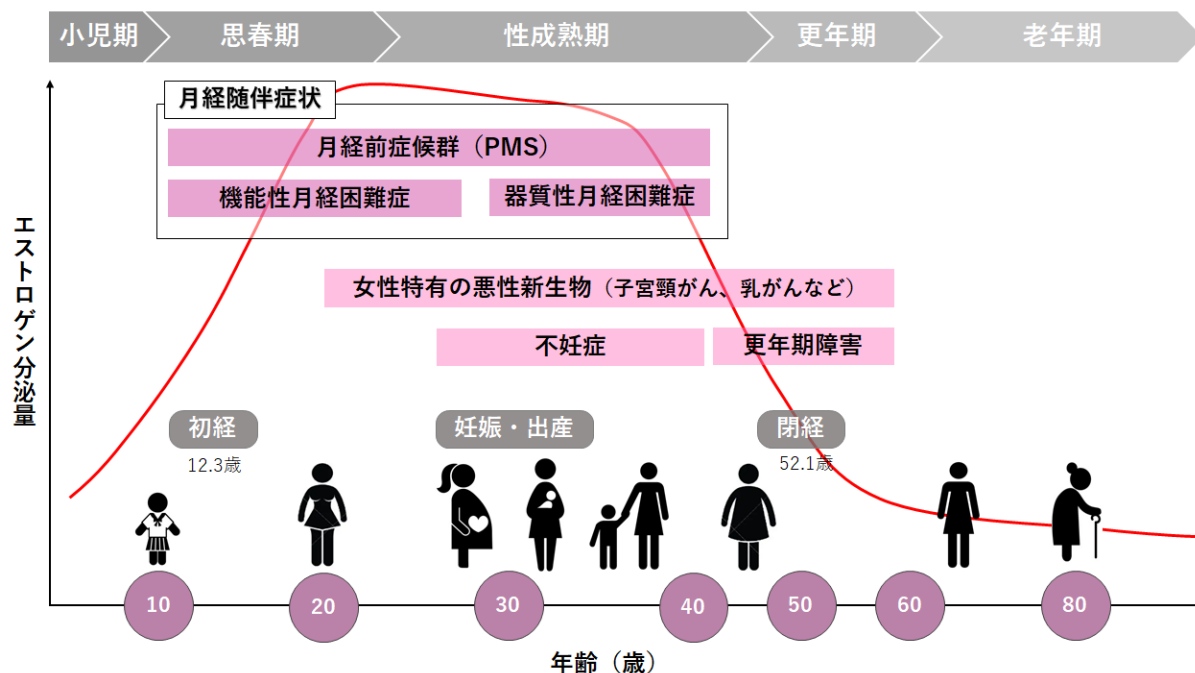 小児期
思春期
性成熟期
更年期
老年期
月経随伴症状
月経前症候群（PMS）
機能性月経困難症
器質性月経困難症
エストロゲン分泌量
女性特有の悪性新生物（子宮頸がん、乳がんなど）
不妊症
更年期障害
初経
12.3歳
妊娠・出産
閉経
52.1歳
10
20
30
40
50
60
80
年齢（歳）